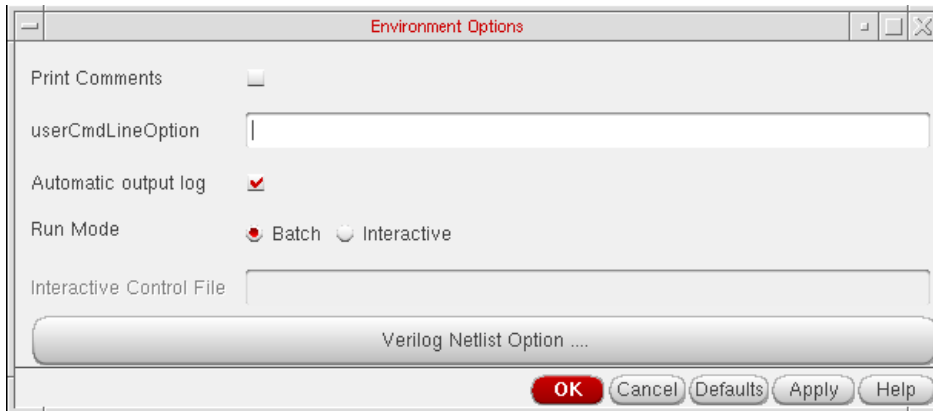 Environment Options
Print Comments
userCmdLineOption
Automatic output log
Run Mode Batch Interactive
Interactive Control File
Verilog Netlist Option ....
OK Cancel Defaults Apply Help